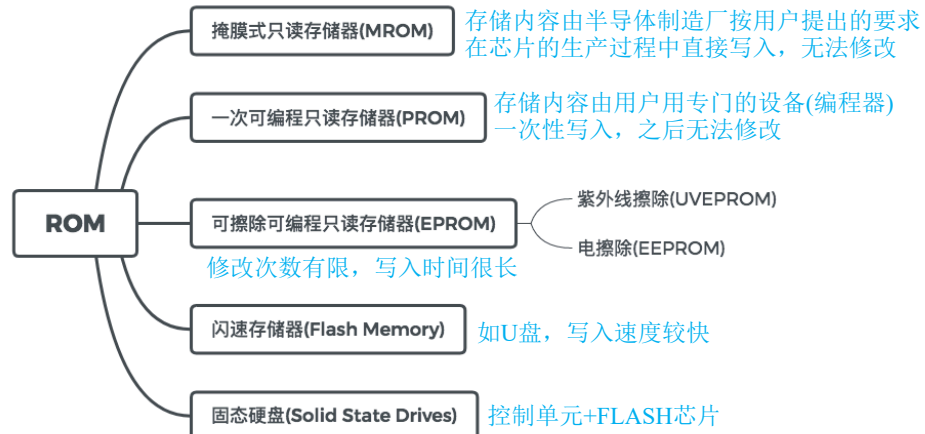 掩膜式只读存储器(MROM)
存储内容由半导体制造厂按用户提出的要求
在芯片的生产过程中直接写入，无法修改
一次可编程只读存储器(PROM)
存储内容由用户用专门的设备(编程器)
一次性写入，之后无法修改
ROM
可擦除可编程只读存储器(EPROM)
紫外线擦除(UVEPROM)
电擦除(EEPROM)
修改次数有限，写入时间很长
闪速存储器(Flash Memory)
如U盘，写入速度较快
固态硬盘(Solid State Drives)
控制单元+FLASH芯片